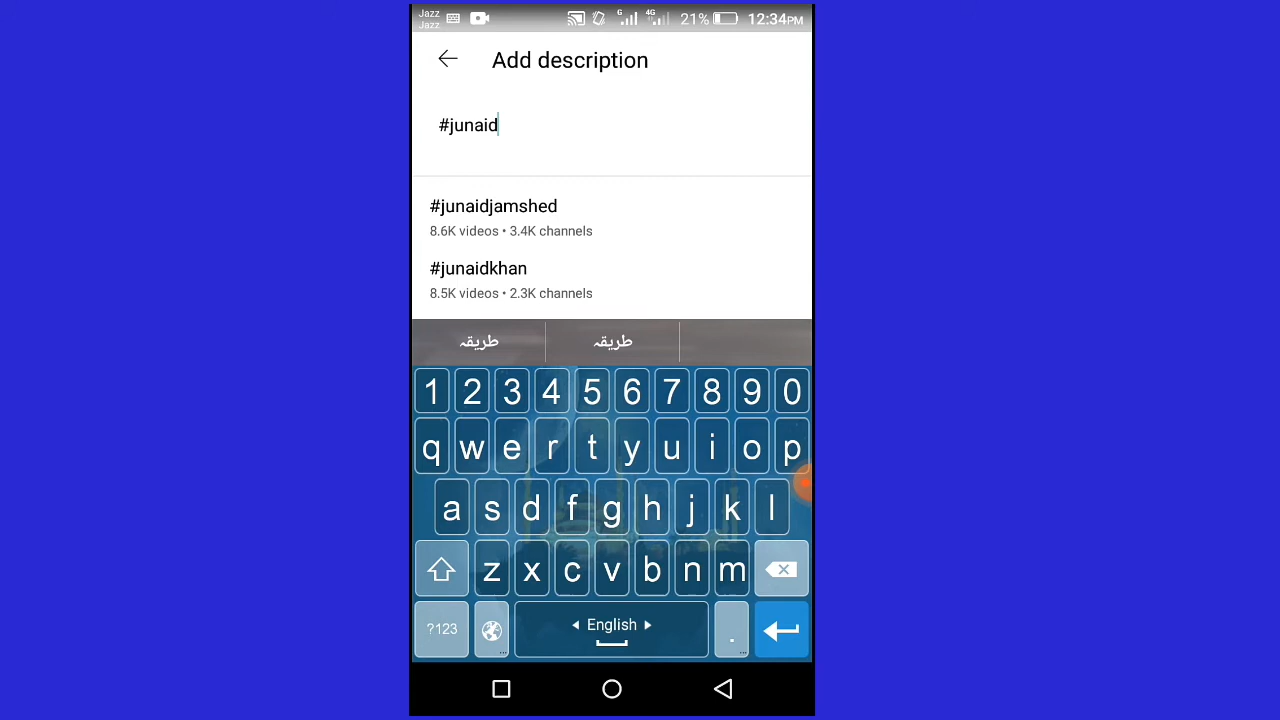 Jazz
Jazz
G
4G
21%
12:34PM
Add description
#junaid
#junaidjamshed
8.6K videos • 3.4K channels
#junaidkhan
8.5K videos • 2.3K channels
طریقہ طریقہ
1 2 3 4 5 6 7 8 9 0
q w e r t y u i o p
a s d f g h j k l
z x c v b n m
?123 English .